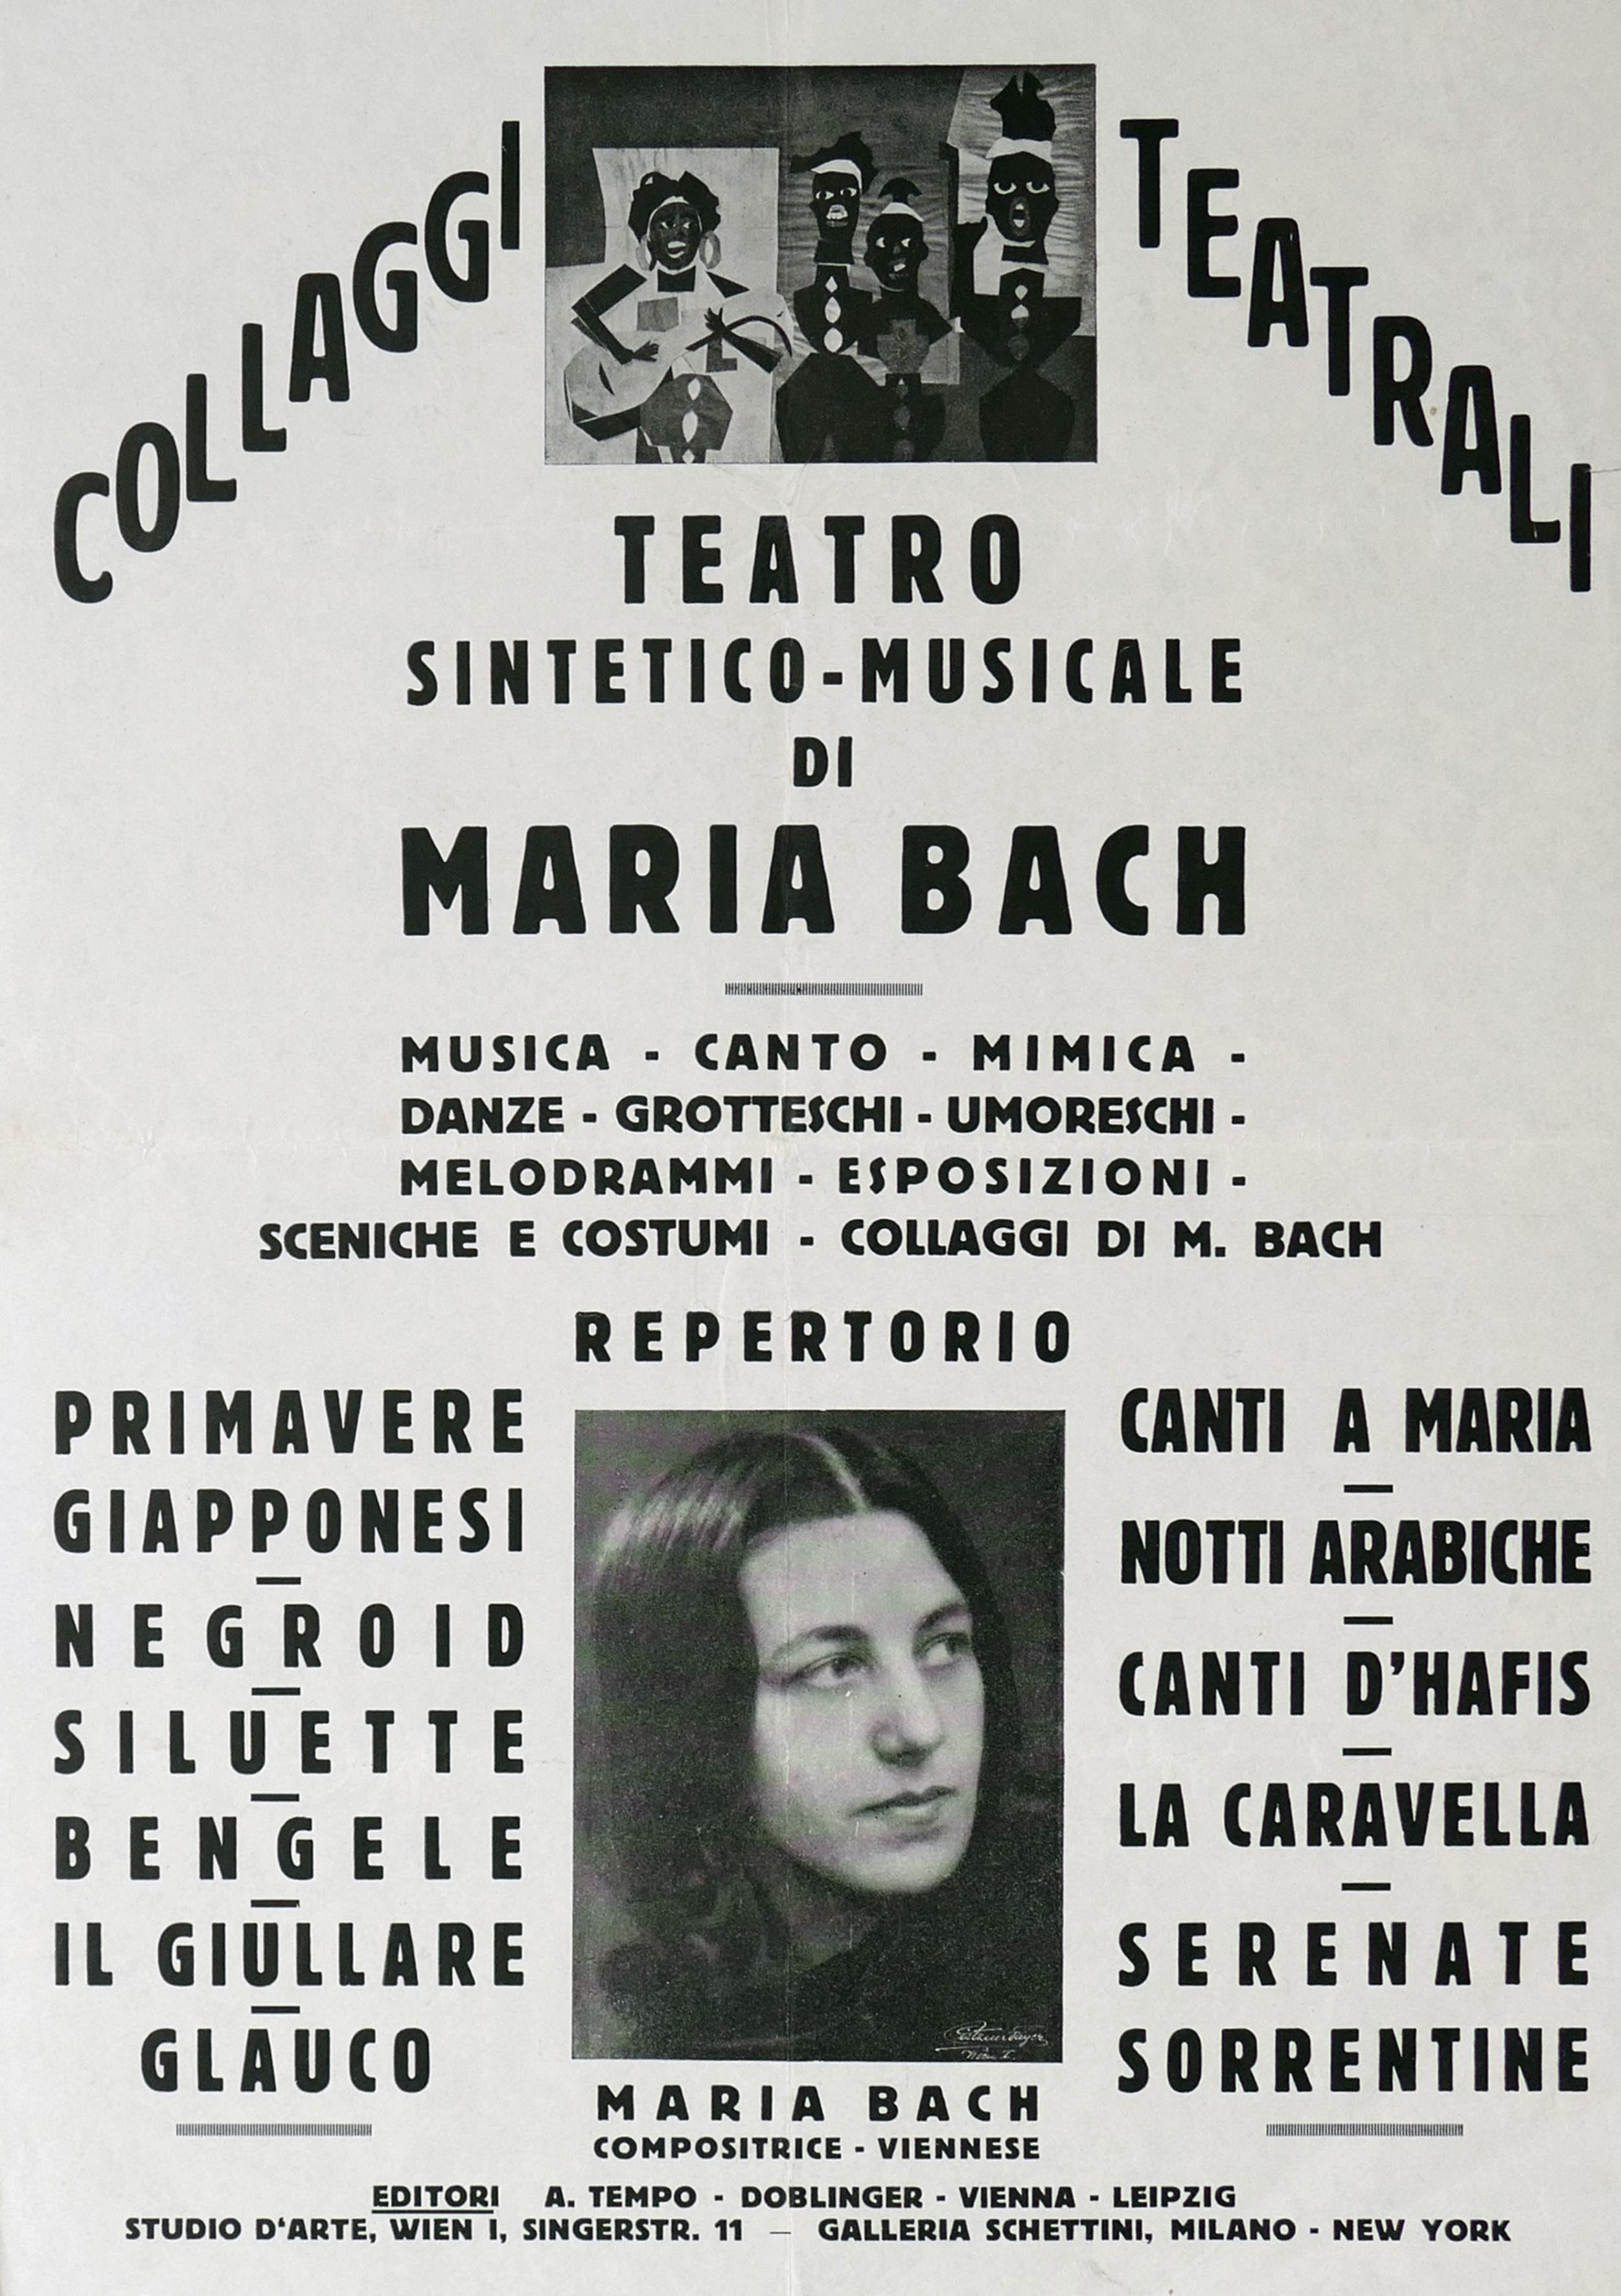 COLLAGGI TEATRALI
TEATRO
SINTETICO-MUSICALE
DI
MARIA BACH
MUSICA - CANTO - MIMICA -
DANZE - GROTTESCHI - UMORESCHI -
MELODRAMMI - ESPOSIZIONI -
SCENICHE E COSTUMI - COLLAGGI DI M. BACH
REPERTORIO
PRIMAVERE
GIAPPONESI
—
NEGROID
—
SILUETTE
—
BENGELE
—
IL GIULLARE
—
GLAUCO
CANTI A MARIA
—
NOTTI ARABICHE
—
CANTI D'HAFIS
—
LA CARAVELLA
—
SERENATE
SORRENTINE
MARIA BACH
COMPOSITRICE - VIENNESE
EDITORI A. TEMPO - DOBLINGER - VIENNA - LEIPZIG
STUDIO D‘ARTE, WIEN I, SINGERSTR. 11 — GALLERIA SCHETTINI, MILANO - NEW YORK